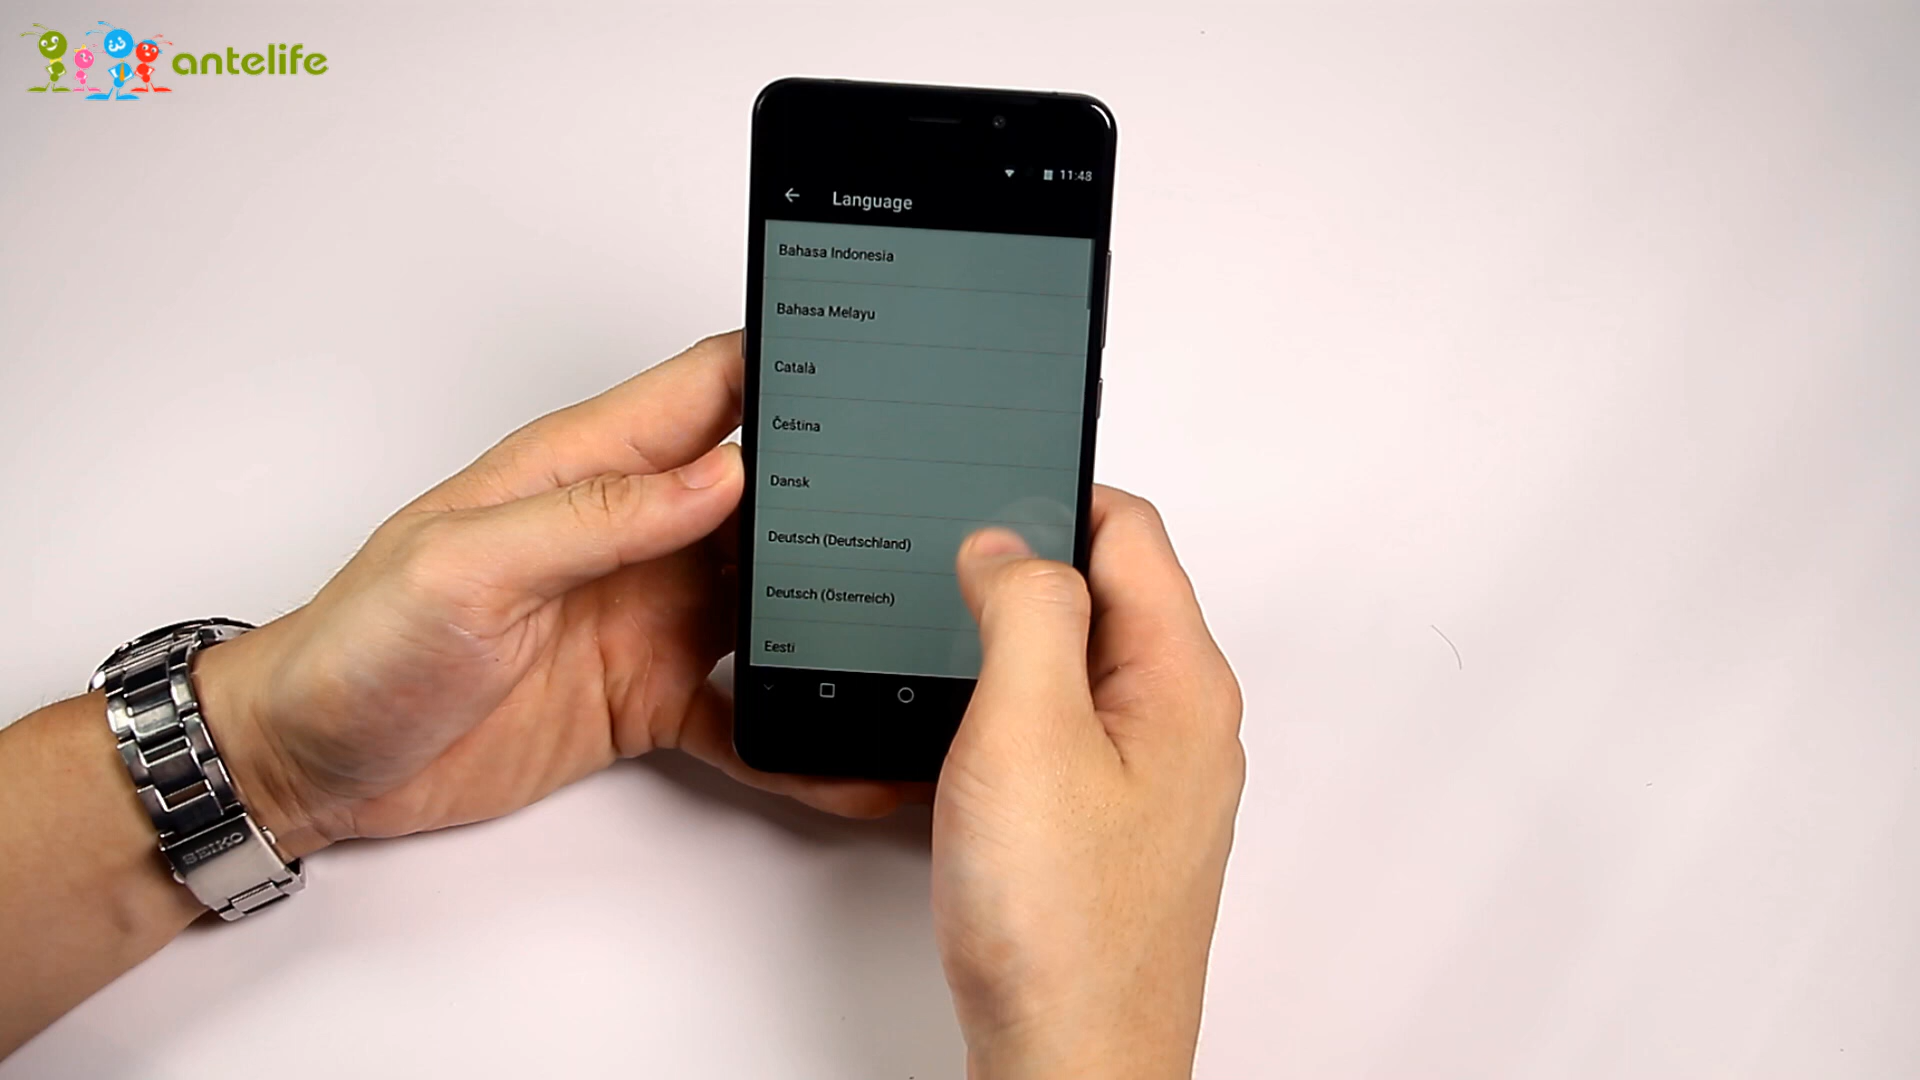 antelife
11:48
Language
Bahasa Indonesia
Bahasa Melayu
Català
Čeština
Dansk
Deutsch (Deutschland)
Deutsch (Österreich)
Eesti
SEIKO